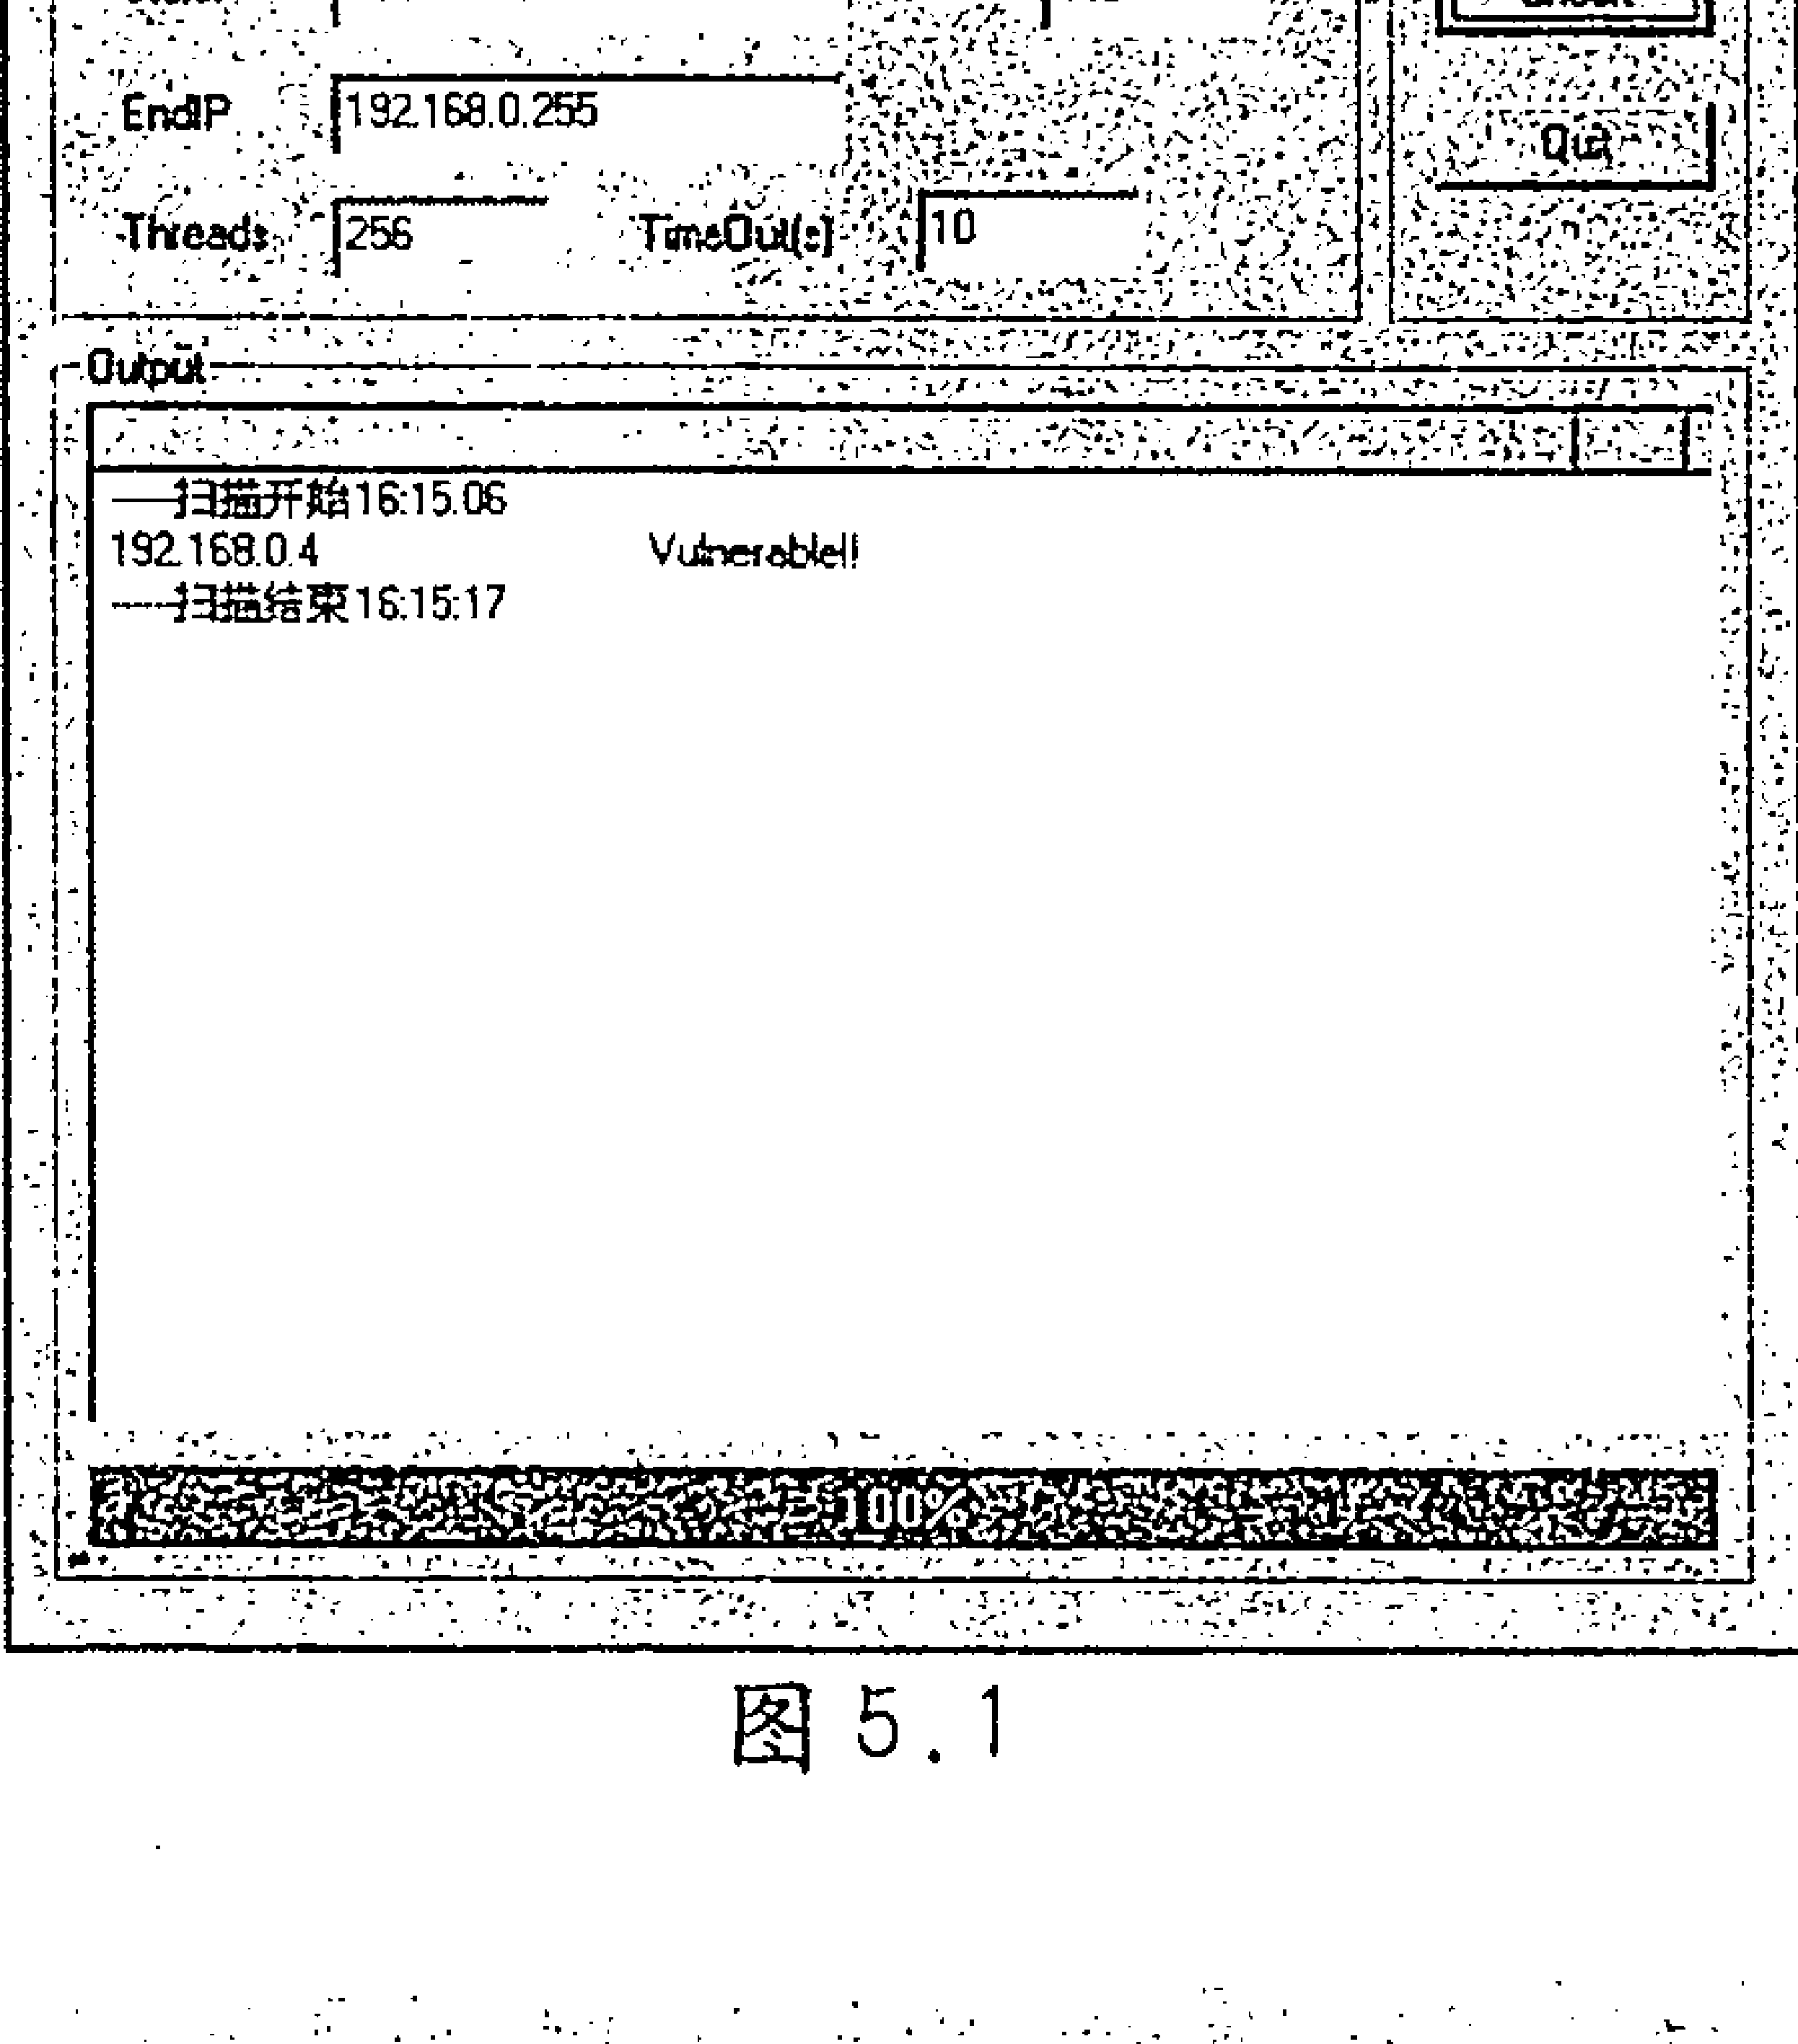 EndIP 192.168.0.255
Quit
Threads 256 TimeOut(s) 10
Output
扫描开始16:15:06
192.168.0.4 Vulnerable!!
扫描结束16:15:17
100%
图 5.1